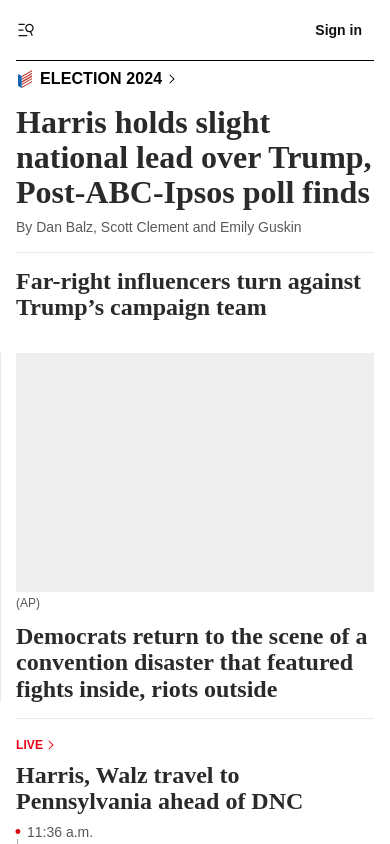 Sign in
ELECTION 2024
Harris holds slight
national lead over Trump,
Post-ABC-Ipsos poll finds
By Dan Balz, Scott Clement and Emily Guskin
Far-right influencers turn against
Trump’s campaign team
(AP)
Democrats return to the scene of a
convention disaster that featured
fights inside, riots outside
LIVE
Harris, Walz travel to
Pennsylvania ahead of DNC
11:36 a.m.